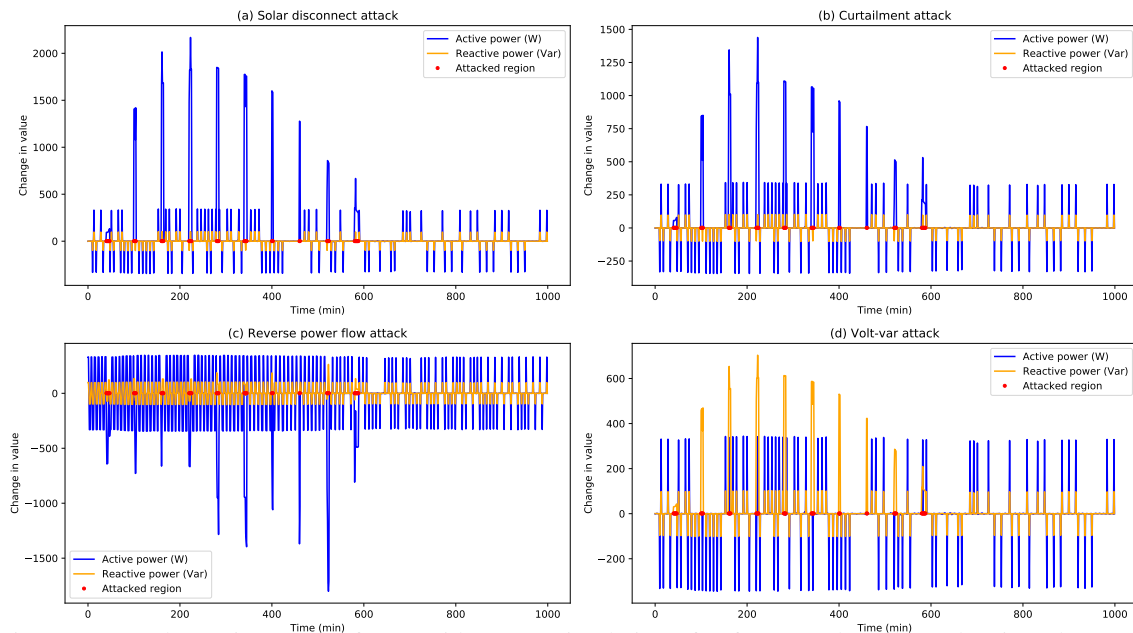 (a) Solar disconnect attack
Active power (W)
Reactive power (Var)
Attacked region
Change in value
2000
1500
1000
500
0
0 200 400 600 800 1000
Time (min)
(b) Curtailment attack
Active power (W)
Reactive power (Var)
Attacked region
Change in value
1500
1250
1000
750
500
250
0
−250
0 200 400 600 800 1000
Time (min)
(c) Reverse power flow attack
Change in value
0
−500
−1000
−1500
Active power (W)
Reactive power (Var)
Attacked region
0 200 400 600 800 1000
Time (min)
(d) Volt-var attack
Active power (W)
Reactive power (Var)
Attacked region
Change in value
600
400
200
0
−200
0 200 400 600 800 1000
Time (min)